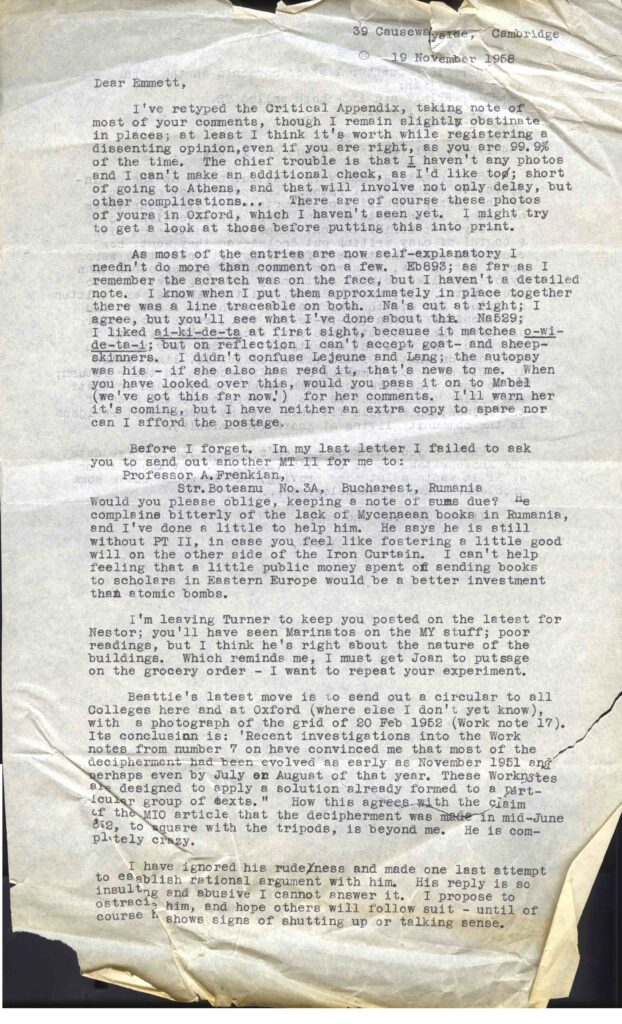 39 Causewayside, Cambridge
19 November 1958
Dear Emmett,
I've retyped the Critical Appendix, taking note of
most of your comments, though I remain slightly obstinate
in places; at least I think it's worth while registering a
dissenting opinion,even if you are right, as you are 99.9%
of the time. The chief trouble is that I haven't any photos
and I can't make an additional check, as I'd like to; short
of going to Athens, and that will involve not only delay, but
other complications... There are of course these photos
of yours in Oxford, which I haven't seen yet. I might try
to get a look at those before putting this into print.
As most of the entries are now self-explanatory I
needn't do more than comment on a few. Eb893; as far as I
remember the scratch was on the face, but I haven't a detailed
note. I know when I put them approximately in place together
there was a line traceable on both. Na's cut at right; I
agree, but you'll see what I've done about this. Na529;
I liked ai-ki-de-ta at first sight, because it matches o-wi-
de-ta-i; but on reflection I can't accept goat- and sheep-
skinners. I didn't confuse Lejeune and Lang; the autopsy
was his - if she also has read it, that's news to me. When
you have looked over this, would you pass it on to Mabel
(we've got this far now!) for her comments. I'll warn her
it's coming, but I have neither an extra copy to spare nor
can I afford the postage.
Before I forget. In my last letter I failed to ask
you to send out another MT II for me to:
Professor A.Frenkian,
Str.Boteanu No.3A, Bucharest, Rumania
Would you please oblige, keeping a note of sums due? He
complains bitterly of the lack of Mycenaean books in Rumania,
and I've done a little to help him. He says he is still
without PT II, in case you feel like fostering a little good
will on the other side of the Iron Curtain. I can't help
feeling that a little public money spent on sending books
to scholars in Eastern Europe would be a better investment
than atomic bombs.
I'm leaving Turner to keep you posted on the latest for
Nestor; you'll have seen Marinatos on the MY stuff; poor
readings, but I think he's right about the nature of the
buildings. Which reminds me, I must get Joan to put sage
on the grocery order - I want to repeat your experiment.
Beattie's latest move is to send out a circular to all
Colleges here and at Oxford (where else I don't yet know),
with a photograph of the grid of 20 Feb 1952 (Work note 17).
Its conclusion is: 'Recent investigations into the Work
notes from number 7 on have convinced me that most of the
decipherment had been evolved as early as November 1951 and
perhaps even by July or August of that year. These Worknotes
are designed to apply a solution already formed to a part-
icular group of texts." How this agrees with the claim
of the MIO article that the decipherment was made in mid-June
to square with the tripods, is beyond me. He is com-
pletely crazy.
I have ignored his rudeness and made one last attempt
to establish rational argument with him. His reply is so
insulting and abusive I cannot answer it. I propose to
ostracise him, and hope others will follow suit - until of
course he shows signs of shutting up or talking sense.